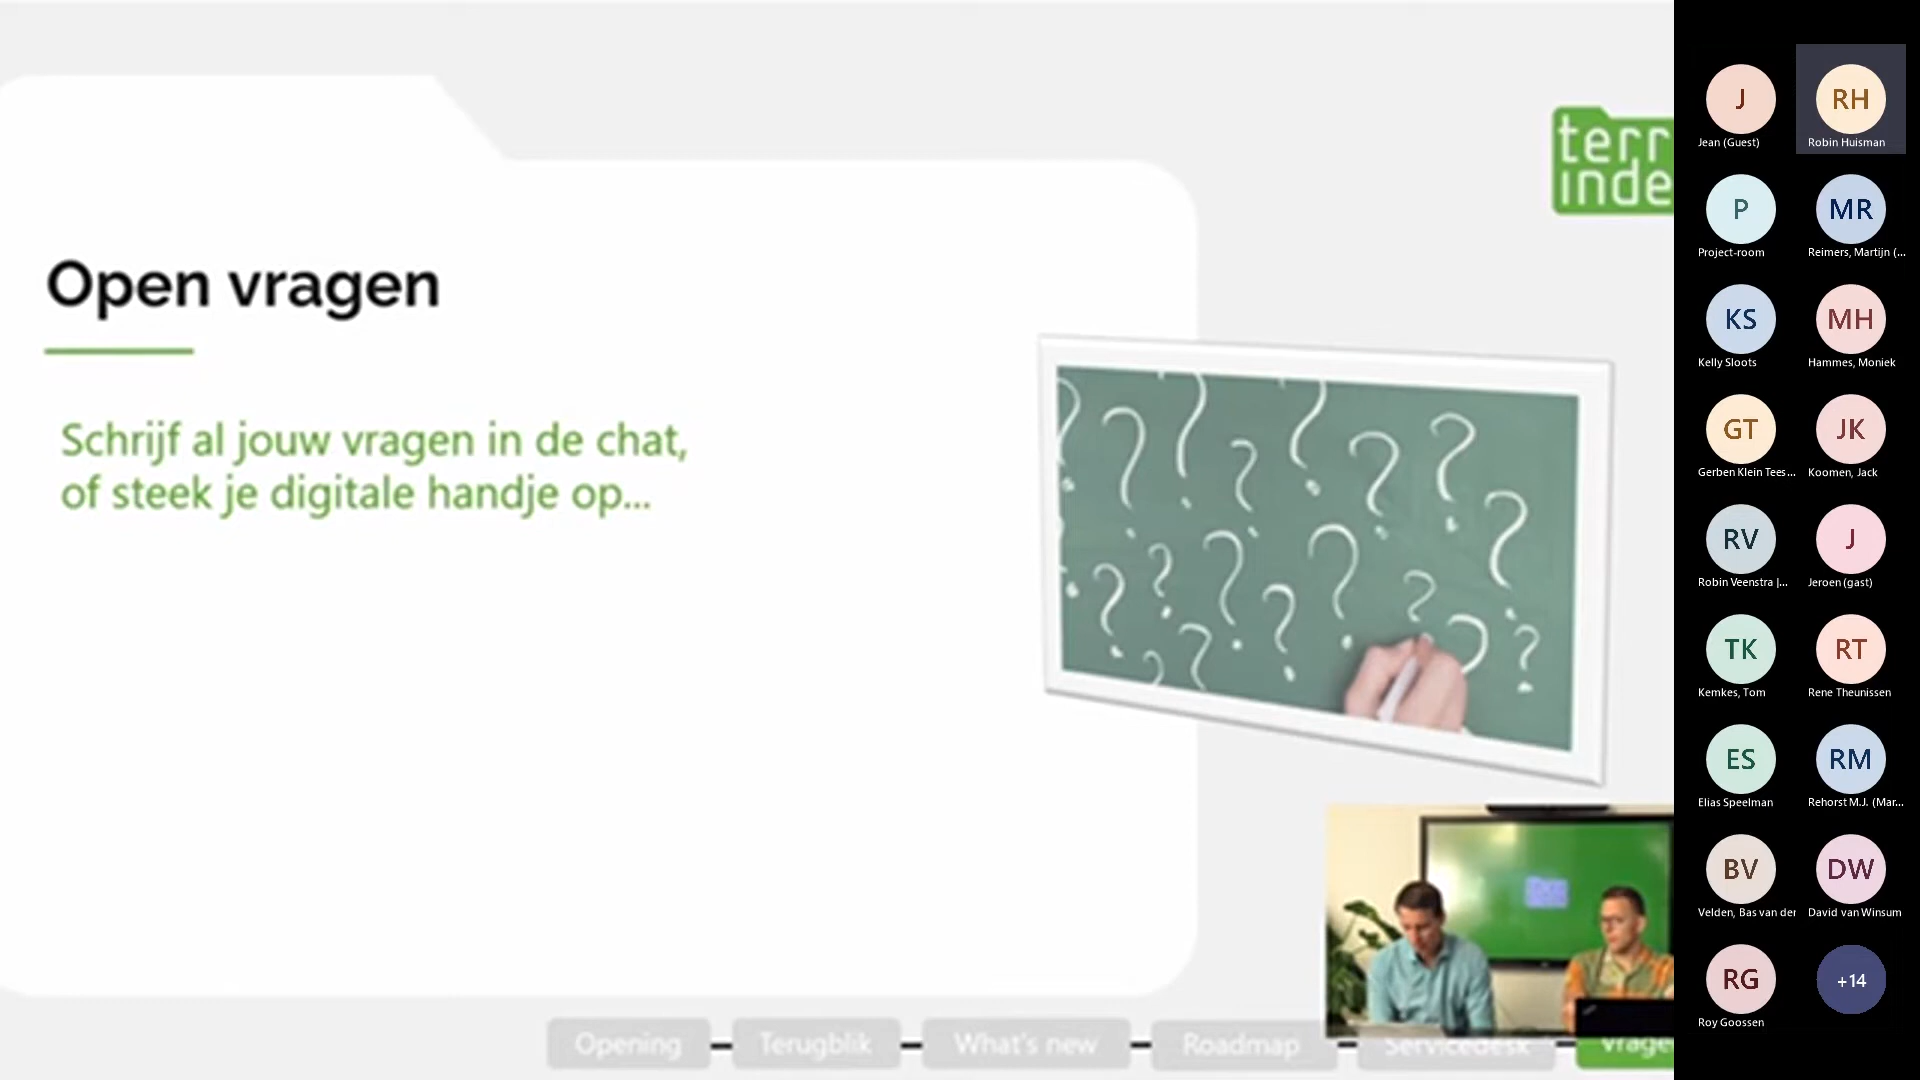 terr
inde
Open vragen
Schrijf al jouw vragen in de chat,
of steek je digitale handje op...
Opening
Terugblik
What's new
Roadmap
Servicedesk
Vrage
J
Jean (Guest)
RH
Robin Huisman
P
Project-room
MR
Reimers, Martijn (...
KS
Kelly Sloots
MH
Hammes, Moniek
GT
Gerben Klein Tees...
JK
Koomen, Jack
RV
Robin Veenstra |...
J
Jeroen (gast)
TK
Kemkes, Tom
RT
Rene Theunissen
ES
Elias Speelman
RM
Rehorst M.J. (Mar...
BV
Velden, Bas van der
DW
David van Winsum
RG
Roy Goossen
+14